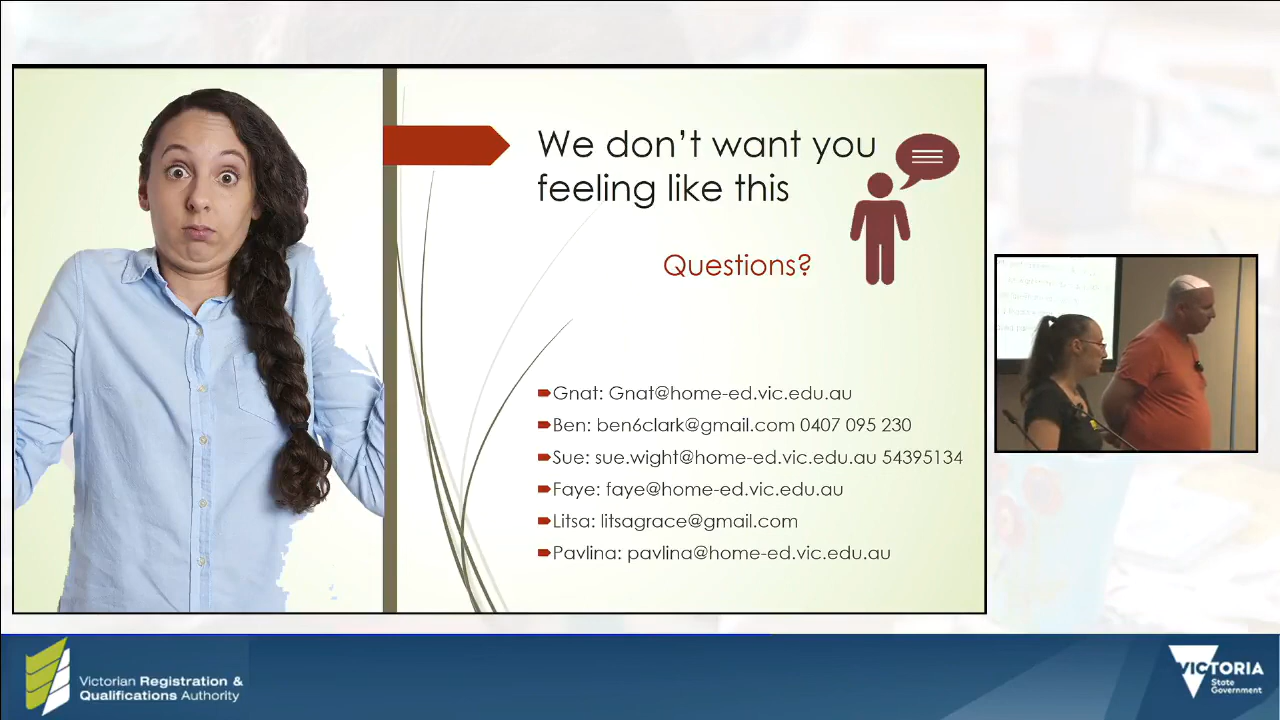 We don't want you
feeling like this
Questions?
Gnat: Gnat@home-ed.vic.edu.au
Ben: ben6clark@gmail.com 0407 095 230
Sue: sue.wight@home-ed.vic.edu.au 54395134
Faye: faye@home-ed.vic.edu.au
Litsa: litsagrace@gmail.com
Pavlina: pavlina@home-ed.vic.edu.au
Victorian Registration &
Qualifications Authority
VICTORIA
State
Government